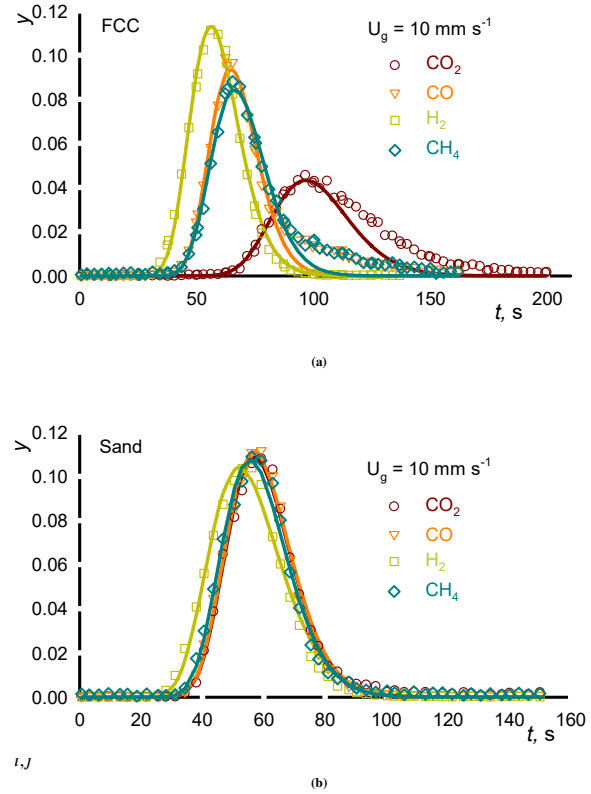 y
0.12
FCC
U_g = 10 mm s⁻¹
0.10
CO₂
0.08
CO
H₂
0.06
CH₄
0.04
0.02
0.00
0 50 100 150 200
t, s
(a)
y
0.12
Sand
U_g = 10 mm s⁻¹
0.10
CO₂
0.08
CO
H₂
0.06
CH₄
0.04
0.02
0.00
0 20 40 60 80 100 120 140 160
t, s
(b)